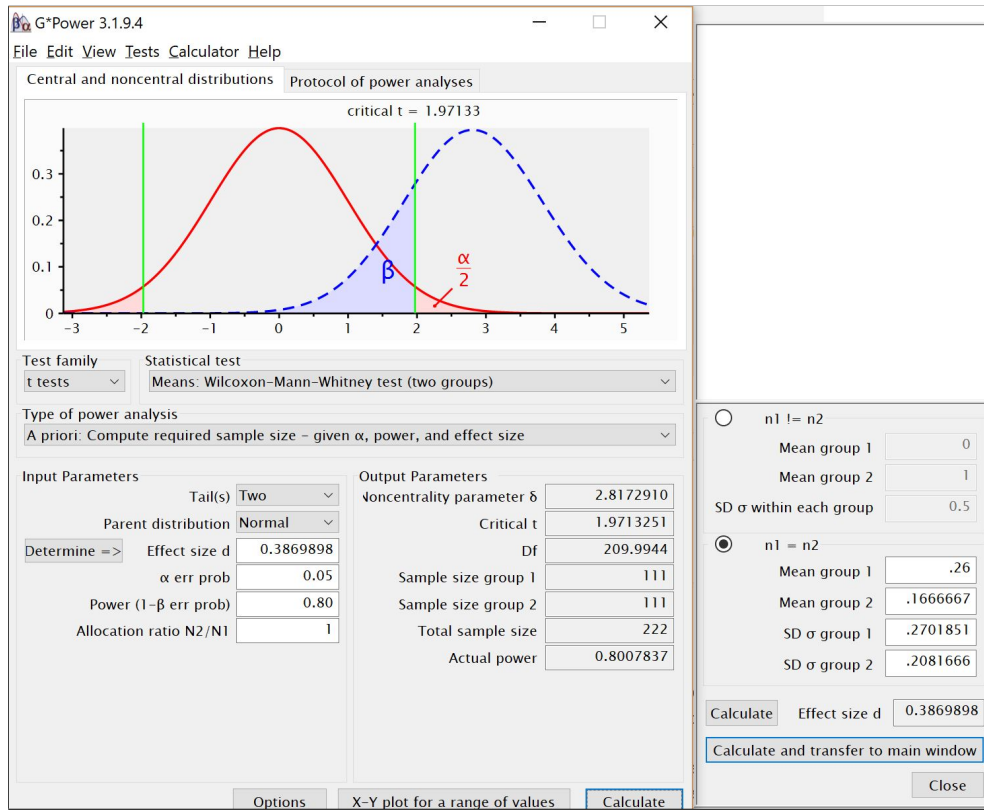 G*Power 3.1.9.4
File Edit View Tests Calculator Help
Central and noncentral distributions Protocol of power analyses
critical t = 1.97133
0.3
0.2
0.1
0
β
α
2
-3 -2 -1 0 1 2 3 4 5
Test family Statistical test
t tests Means: Wilcoxon-Mann-Whitney test (two groups)
Type of power analysis
A priori: Compute required sample size - given α, power, and effect size
Input Parameters
Tail(s) Two
Parent distribution Normal
Determine => Effect size d 0.3869898
α err prob 0.05
Power (1-β err prob) 0.80
Allocation ratio N2/N1 1
Output Parameters
Noncentrality parameter δ 2.8172910
Critical t 1.9713251
Df 209.9944
Sample size group 1 111
Sample size group 2 111
Total sample size 222
Actual power 0.8007837
Options X-Y plot for a range of values Calculate
n1 != n2
Mean group 1 0
Mean group 2 1
SD σ within each group 0.5
n1 = n2
Mean group 1 .26
Mean group 2 .1666667
SD σ group 1 .2701851
SD σ group 2 .2081666
Calculate Effect size d 0.3869898
Calculate and transfer to main window
Close